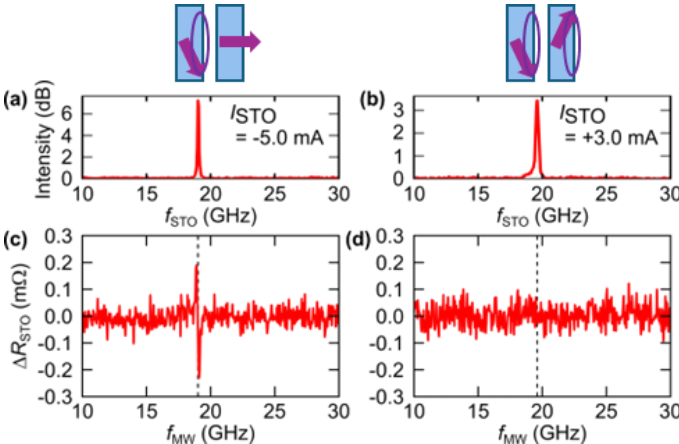 (a)
Intensity (dB)
6
4
2
0
I_STO
= -5.0 mA
10 15 20 25 30
f_STO (GHz)
(b)
3
2
1
0
I_STO
= +3.0 mA
10 15 20 25 30
f_STO (GHz)
(c)
ΔR_STO (mΩ)
0.3
0.2
0.1
0.0
-0.1
-0.2
-0.3
10 15 20 25 30
f_MW (GHz)
(d)
0.3
0.2
0.1
0.0
-0.1
-0.2
-0.3
10 15 20 25 30
f_MW (GHz)